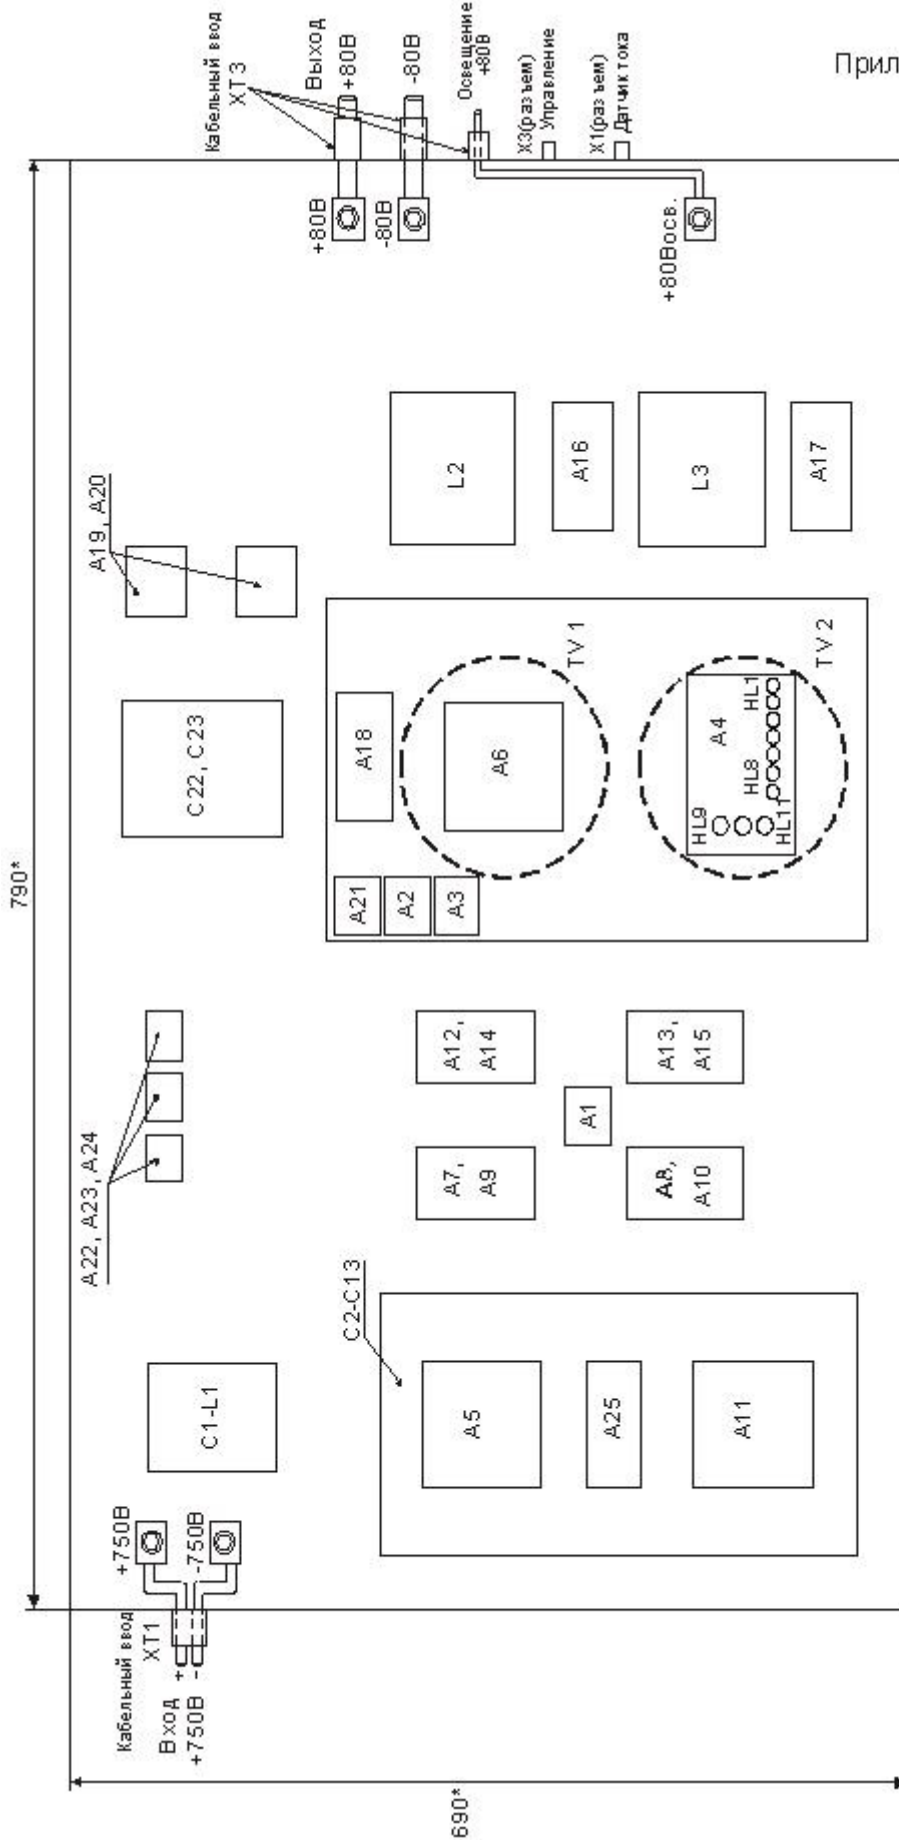 Прил
790*
690*
Кабельный ввод
XT1
Вход +
+750В -
+750В
-750В
C1-L1
A22, A23, A24
C22, C23
A19, A20
Кабельный ввод
XT3
Выход
+80В
-80В
+80В
-80В
Освещение
+80В
X3(разъем)
Управление
X1(разъем)
Датчик тока
+80Восв.
C2-C13
A5
A25
A11
A7,
A9
A8,
A10
A1
A12,
A14
A13,
A15
A21
A2
A3
A18
A6
TV1
A4
HL9
HL8
HL1
HL11
TV2
L2
A16
L3
A17